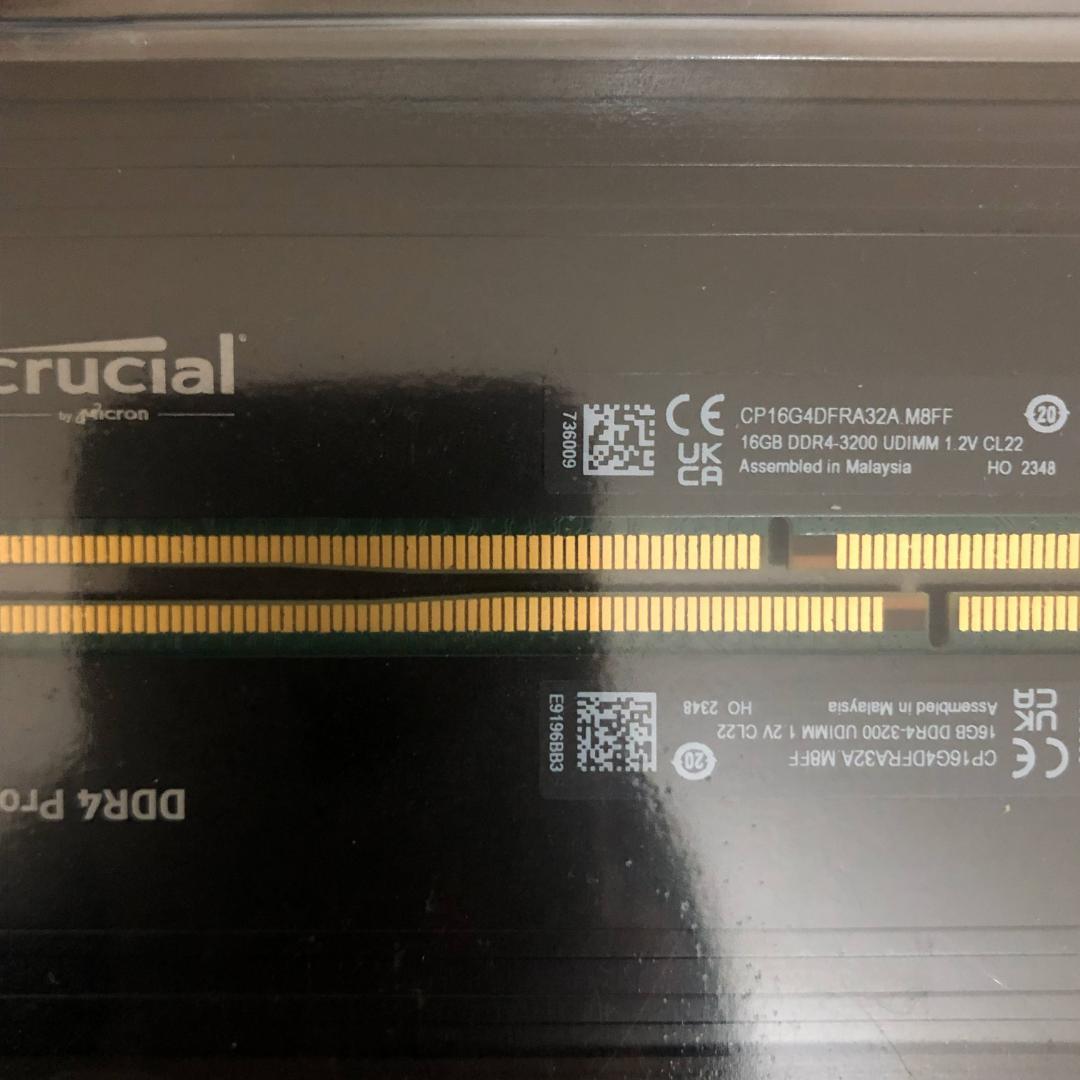 crucial
by Micron
736009
CE
UK
CA
CP16G4DFRA32A.M8FF
20
16GB DDR4-3200 UDIMM 1.2V CL22
Assembled in Malaysia
HO 2348
DDR4 Pro
E9196BB3
CP16G4DFRA32A.M8FF
16GB DDR4-3200 UDIMM 1.2V CL22
Assembled in Malaysia
HO 2348
20
CE
UK
CA